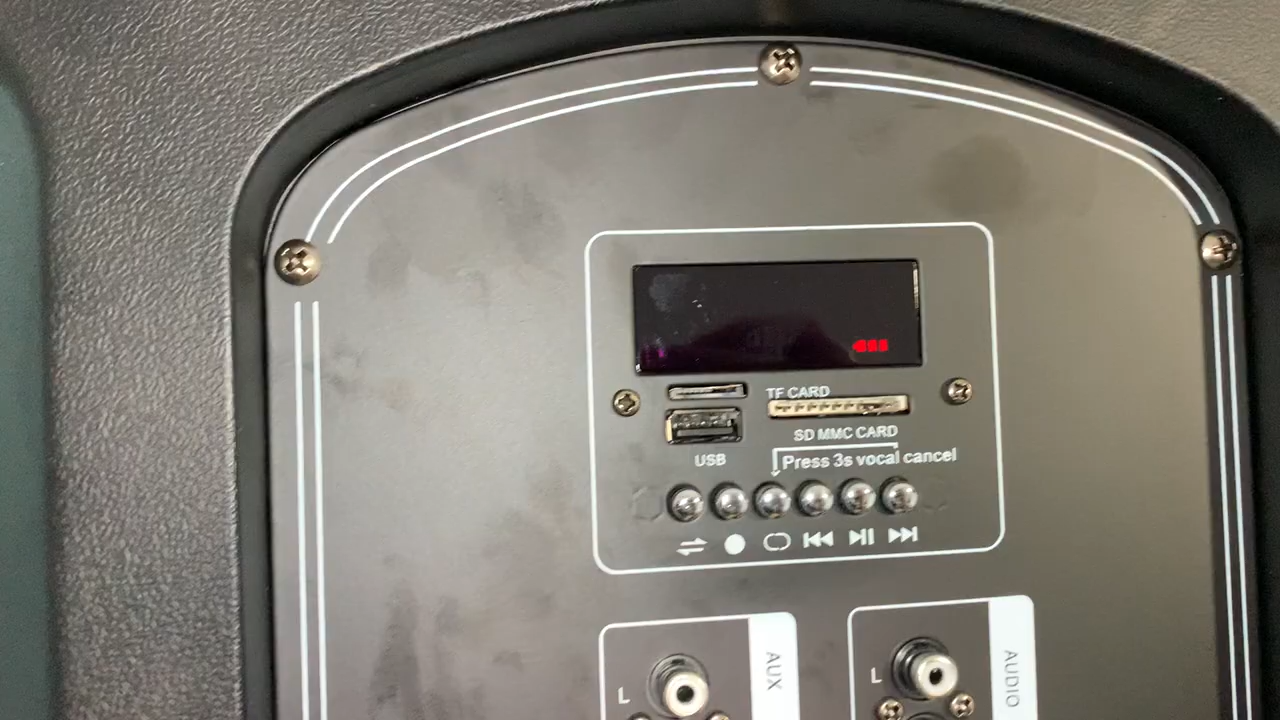 TF CARD
SD MMC CARD
USB
Press 3s vocal cancel
AUX
L
AUDIO
L